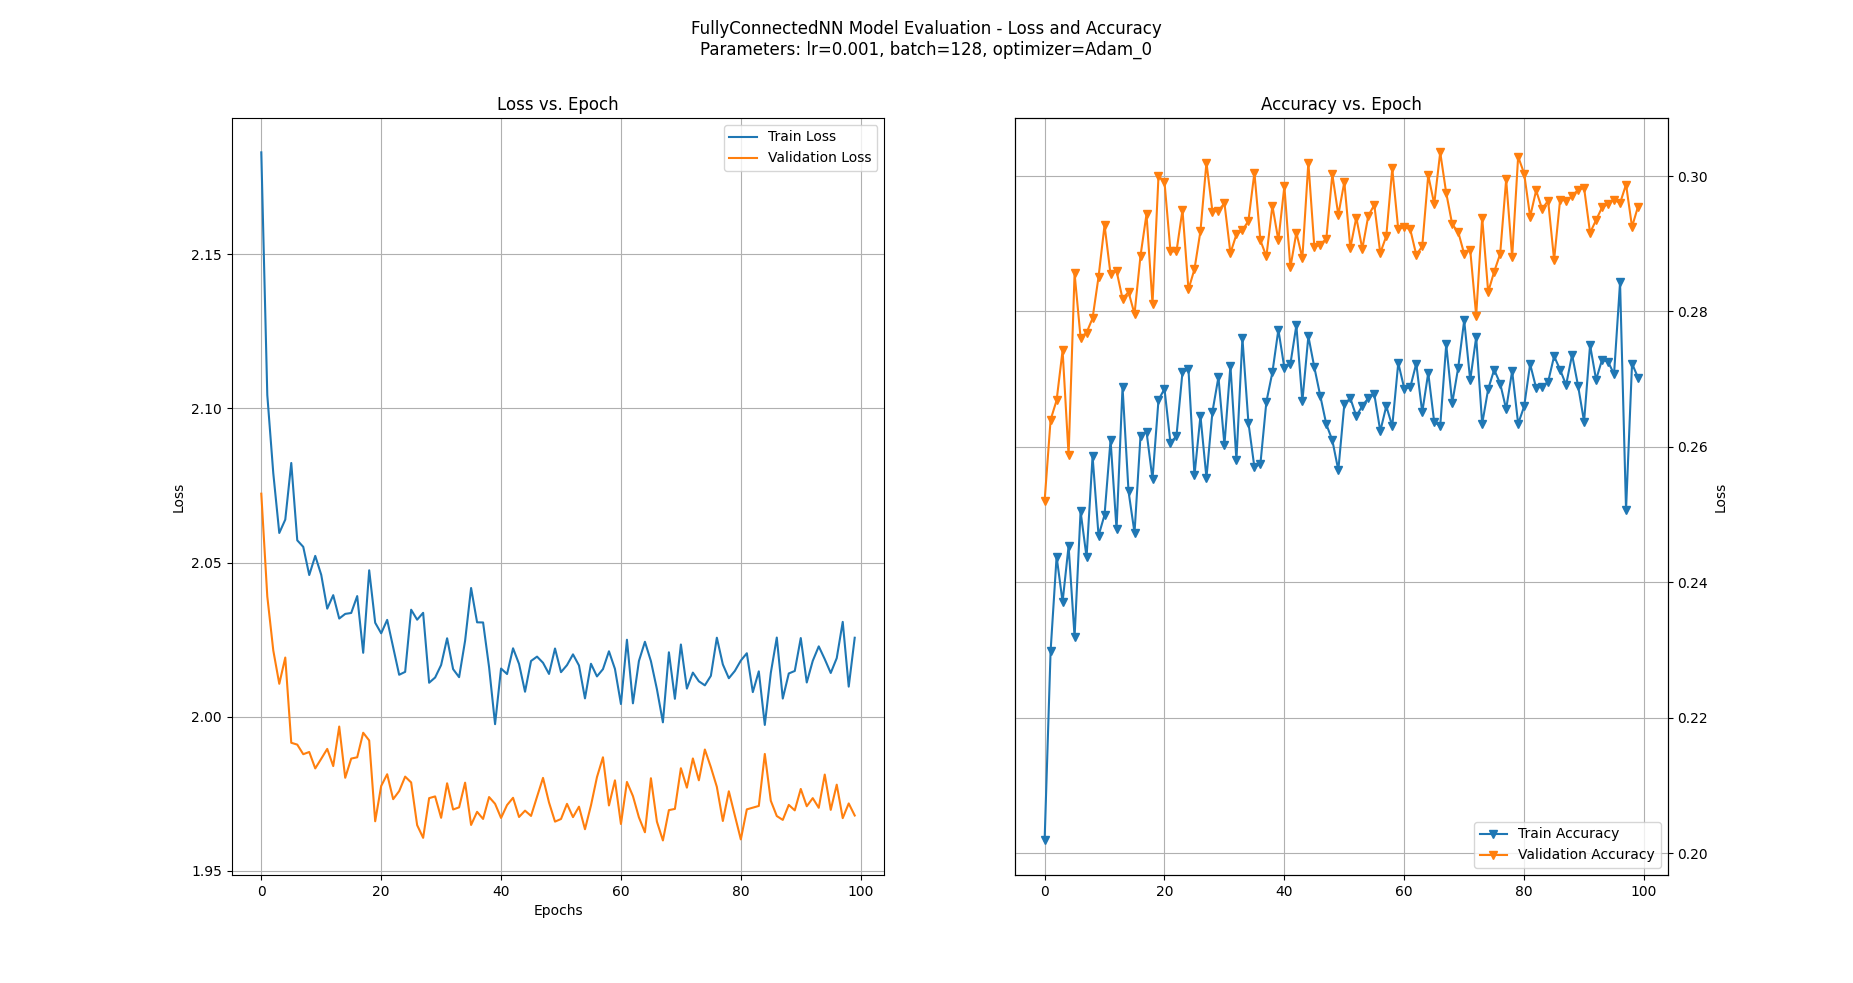 FullyConnectedNN Model Evaluation - Loss and Accuracy
Parameters: lr=0.001, batch=128, optimizer=Adam_0
Loss vs. Epoch
Train Loss
Validation Loss
2.15
2.10
2.05
2.00
1.95
Loss
0 20 40 60 80 100
Epochs
Accuracy vs. Epoch
0.30
0.28
0.26
0.24
0.22
0.20
Loss
Train Accuracy
Validation Accuracy
0 20 40 60 80 100